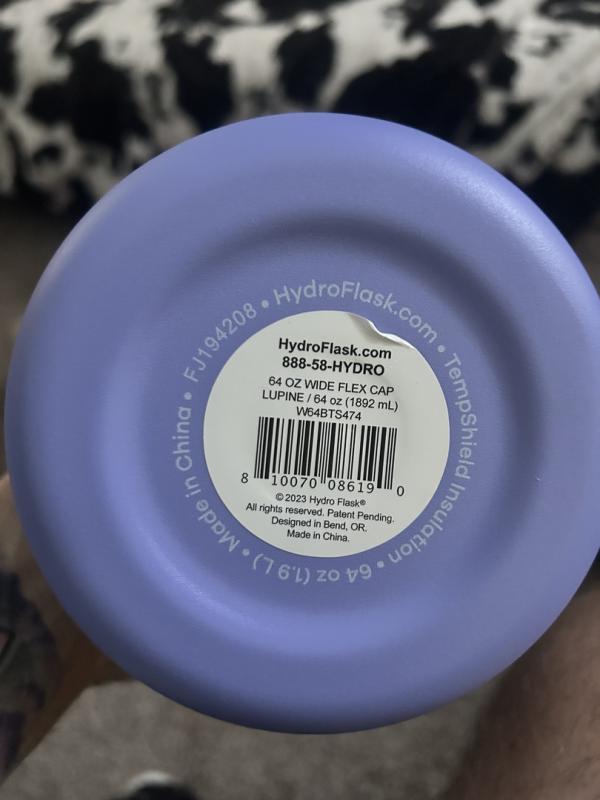 HydroFlask.com • TempShield Insulation • 64 oz (1.9 L) • Made in China • FJ194208 •
HydroFlask.com
888-58-HYDRO
64 OZ WIDE FLEX CAP
LUPINE / 64 oz (1892 mL)
W64BTS474
8 10070 08619 0
© 2023 Hydro Flask®
All rights reserved. Patent Pending.
Designed in Bend, OR.
Made in China.